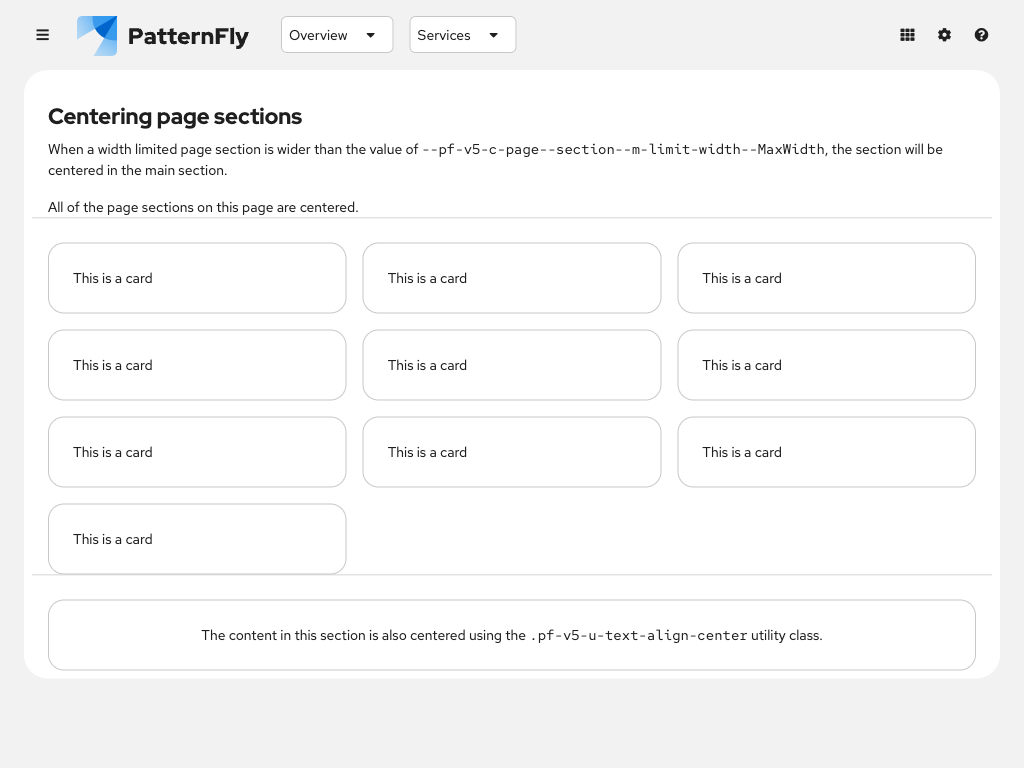 PatternFly
Overview
Services
Centering page sections
When a width limited page section is wider than the value of --pf-v5-c-page--section--m-limit-width--MaxWidth, the section will be
centered in the main section.
All of the page sections on this page are centered.
This is a card
This is a card
This is a card
This is a card
This is a card
This is a card
This is a card
This is a card
This is a card
This is a card
The content in this section is also centered using the .pf-v5-u-text-align-center utility class.